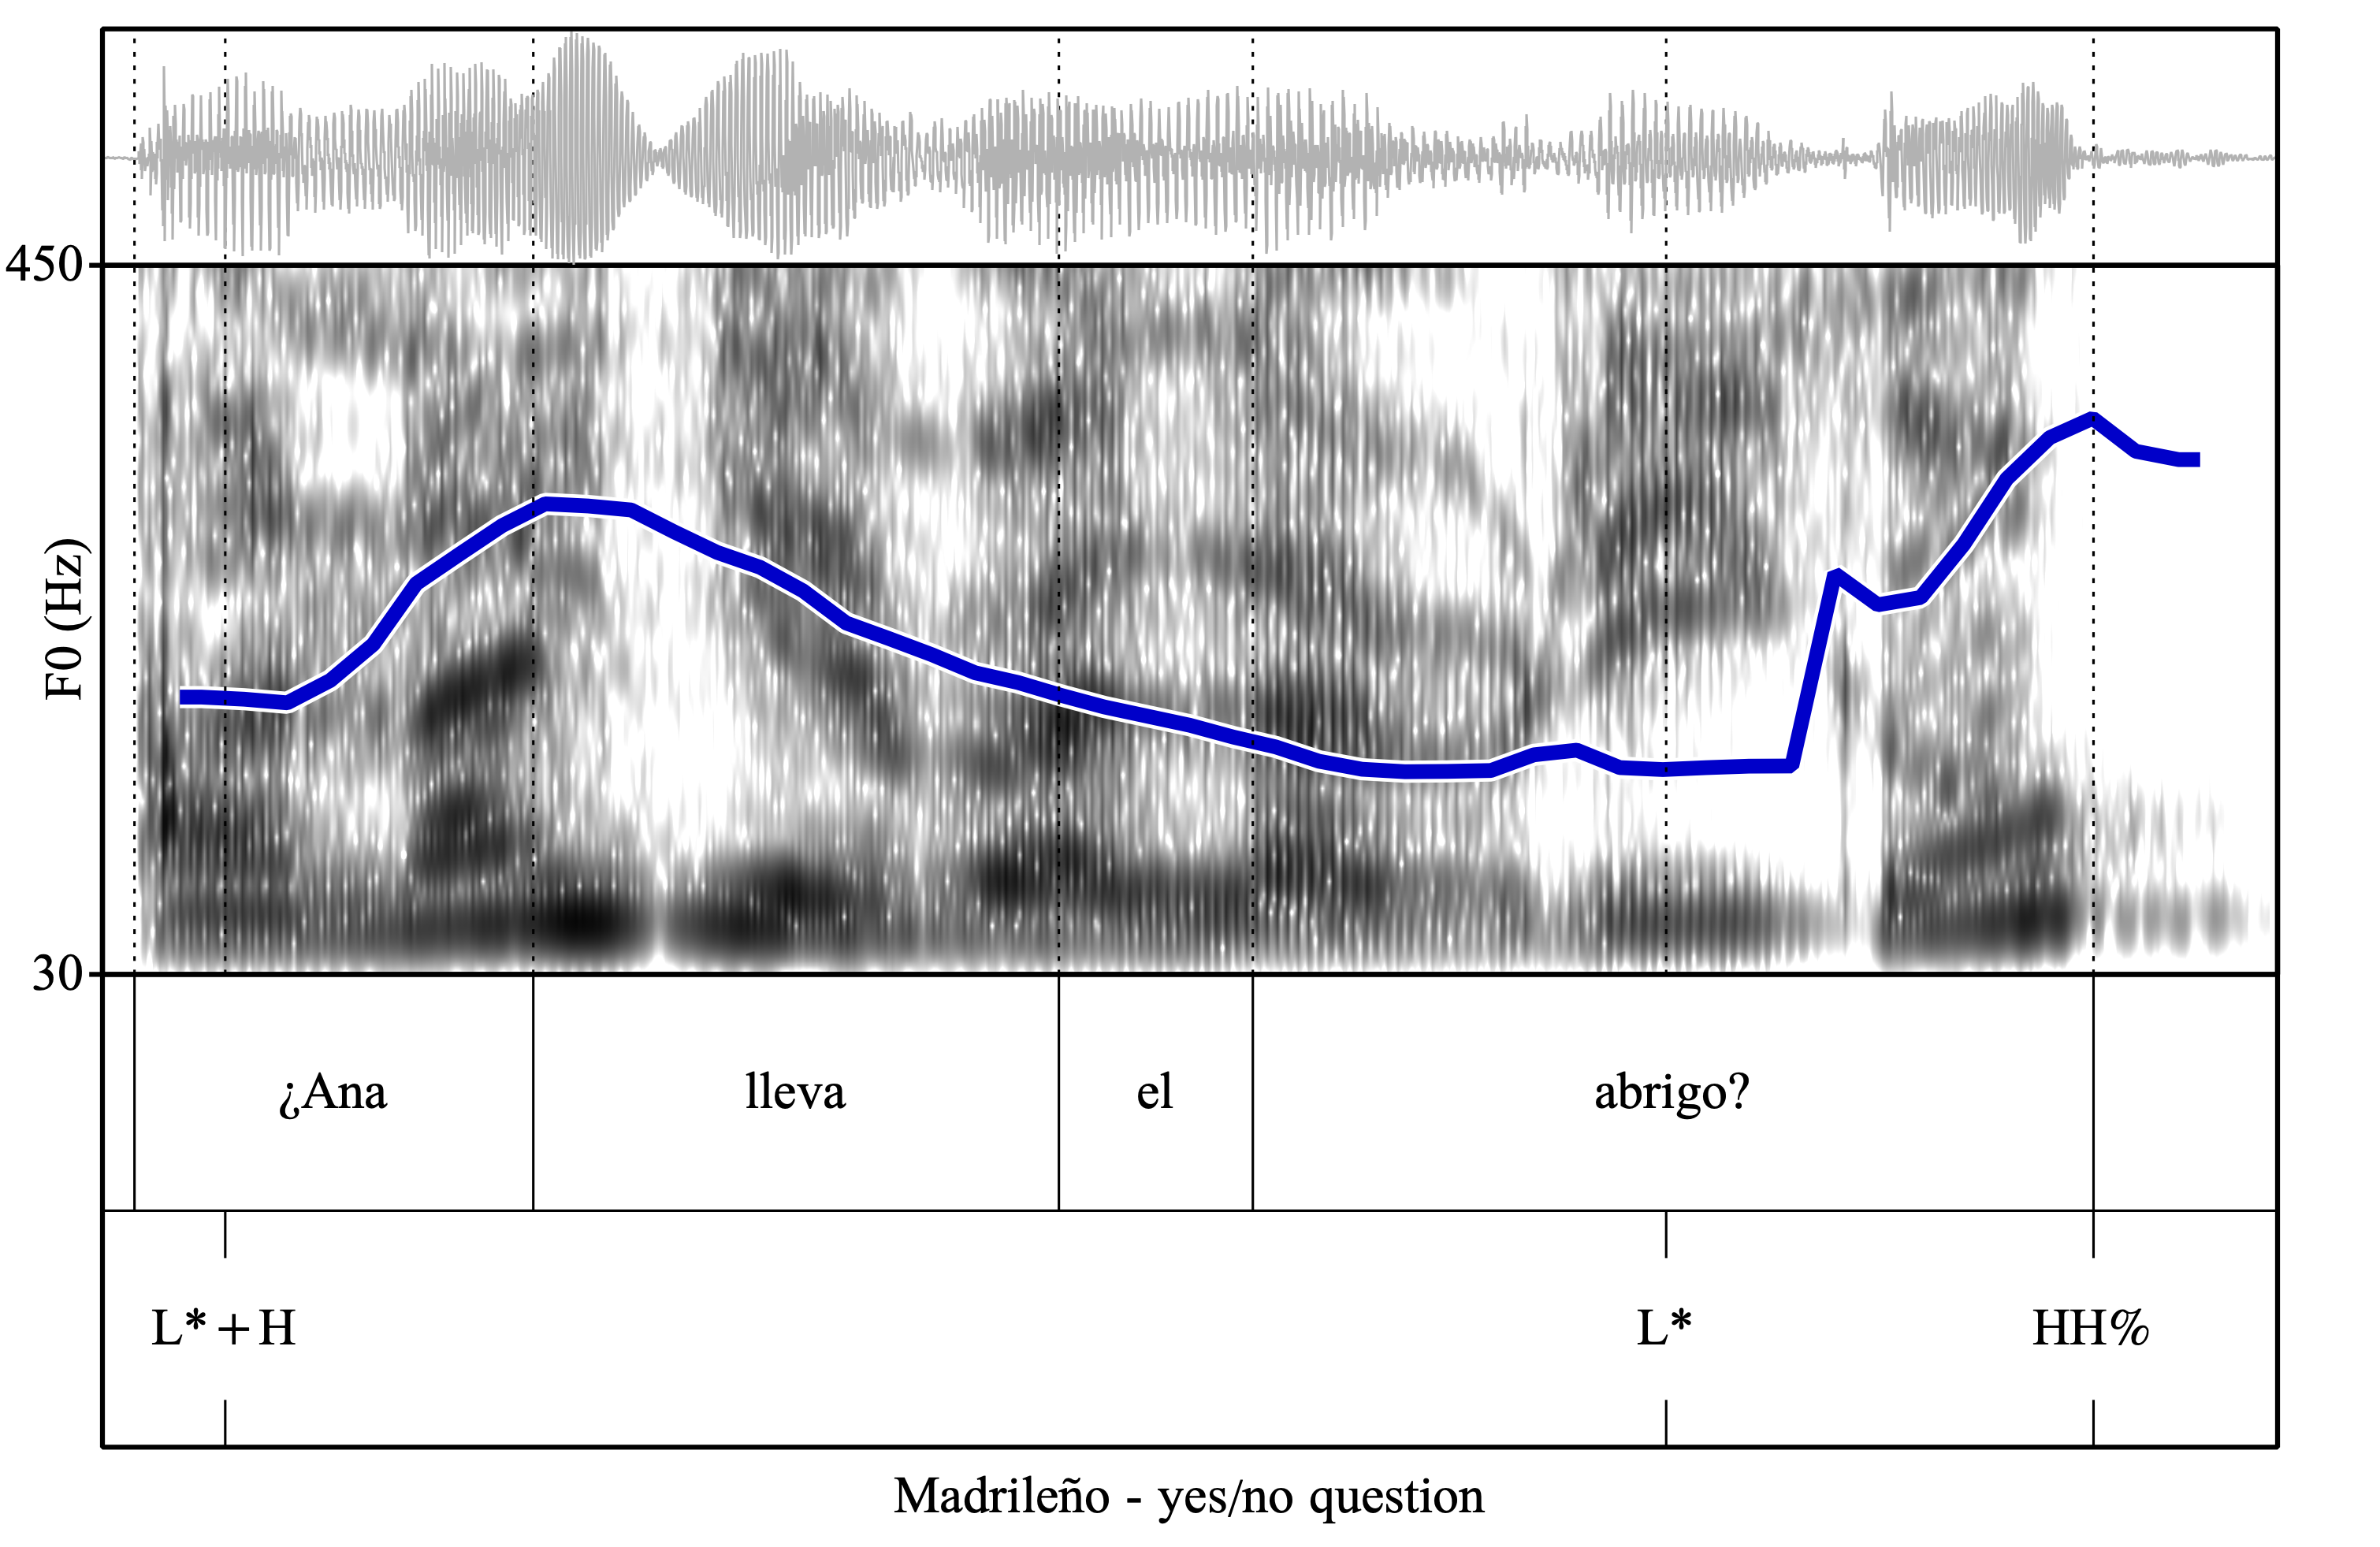 450
F0 (Hz)
30
¿Ana lleva el abrigo?
L*+H L* HH%
Madrileño - yes/no question